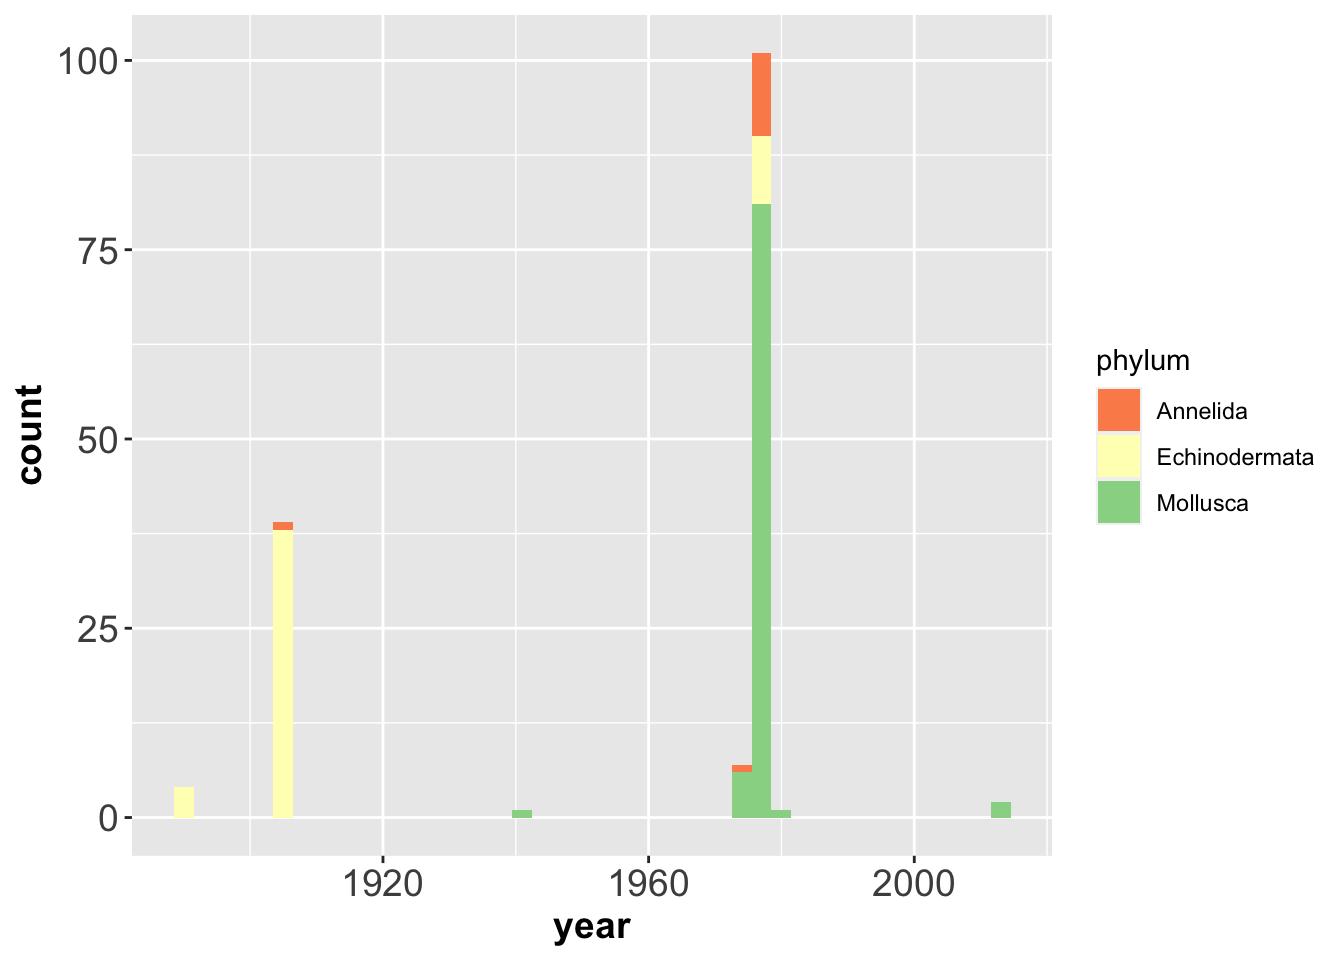 100
75
50
25
0
count
1920
1960
2000
year
phylum
Annelida
Echinodermata
Mollusca